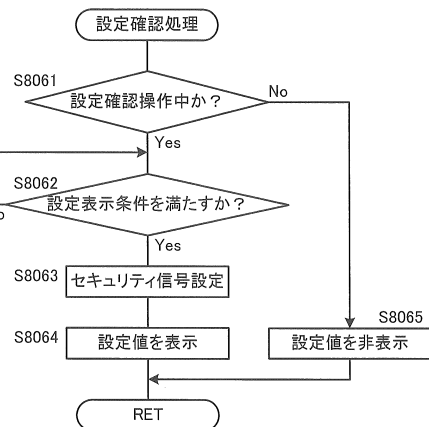 設定確認処理
S8061
設定確認操作中か？
No
Yes
S8062
設定表示条件を満たすか？
Yes
S8063
セキュリティ信号設定
S8064
設定値を表示
S8065
設定値を非表示
RET